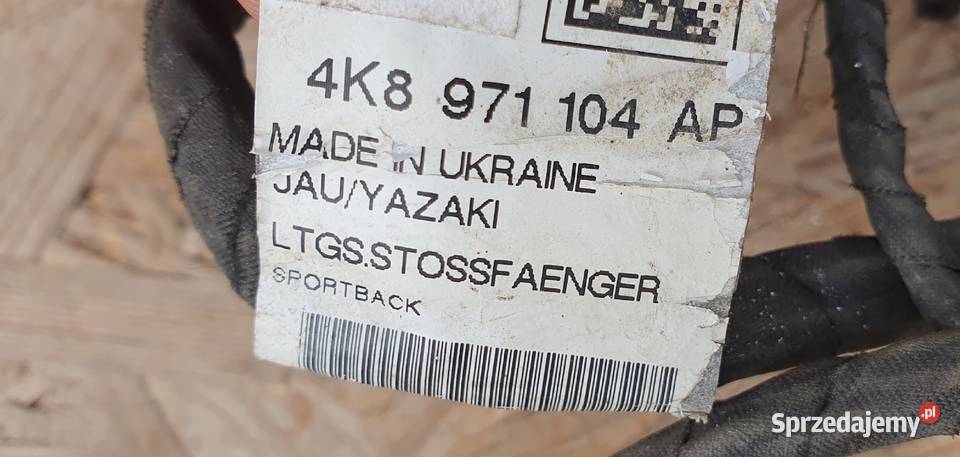 4K8 971 104 AP
MADE IN UKRAINE
JAU/YAZAKI
LTGS.STOSSFAENGER
SPORTBACK
Sprzedajemy.pl